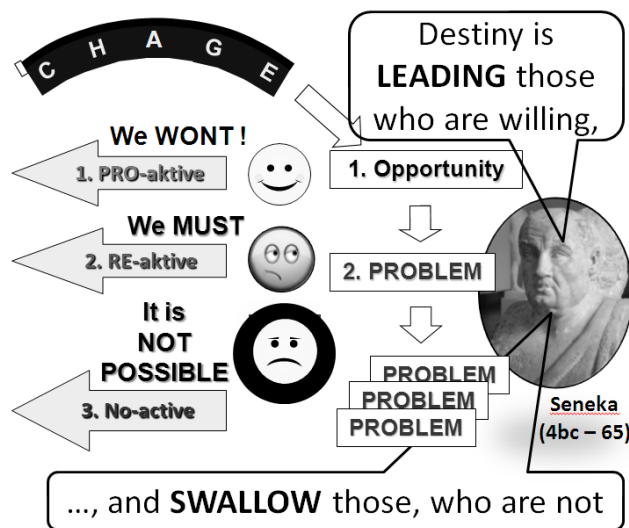 C H A G E
Destiny is
LEADING those
who are willing,
We WONT !
1. PRO-aktive
1. Opportunity
We MUST
2. RE-aktive
2. PROBLEM
It is
NOT
POSSIBLE
3. No-active
PROBLEM
PROBLEM
PROBLEM
Seneka
(4bc – 65)
..., and SWALLOW those, who are not